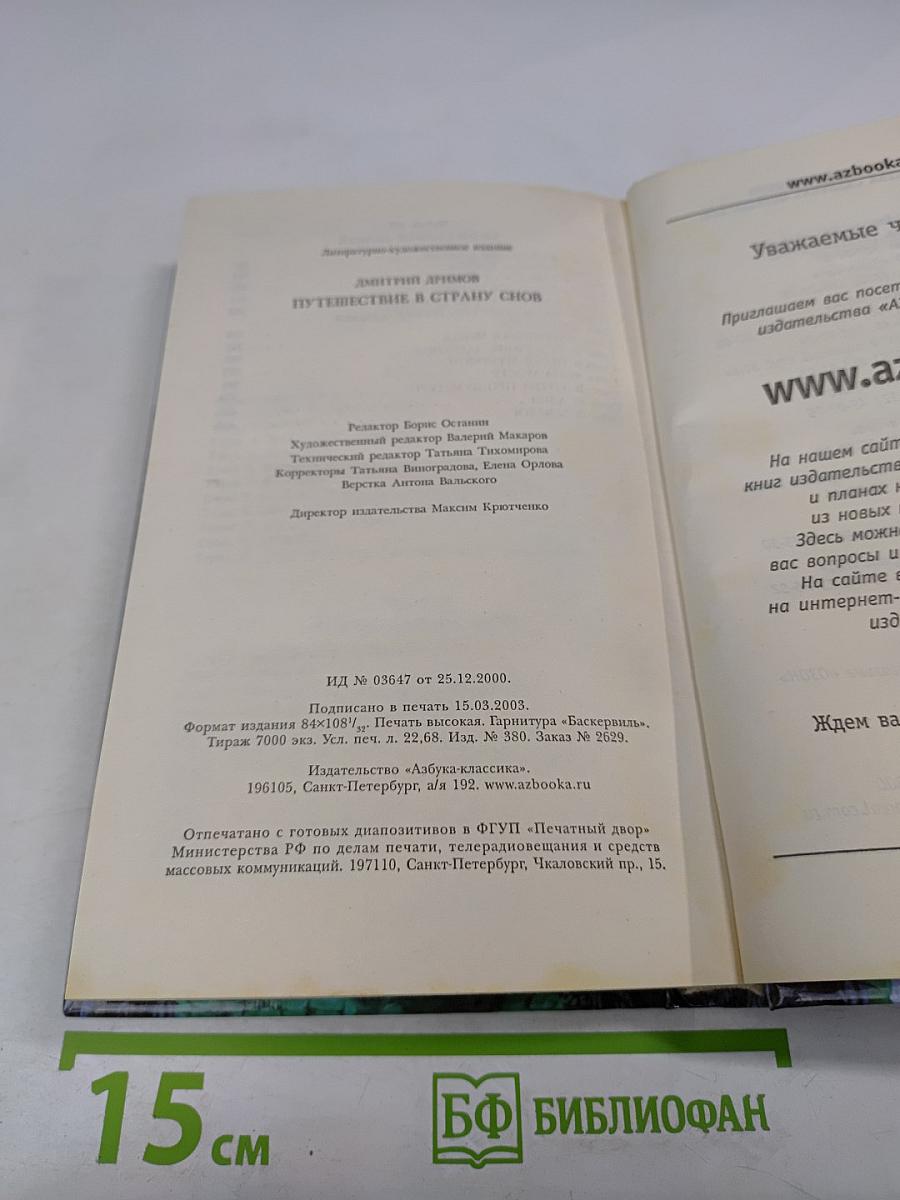 Литературно-художественное издание
ДМИТРИЙ ДРИМОВ
ПУТЕШЕСТВИЕ В СТРАНУ СНОВ
Редактор Борис Останин
Художественный редактор Валерий Макаров
Технический редактор Татьяна Тихомирова
Корректоры Татьяна Виноградова, Елена Орлова
Верстка Антона Вальского
Директор издательства Максим Крютченко
ИД № 03647 от 25.12.2000.
Подписано в печать 15.03.2003.
Формат издания 84×108¹/₃₂. Печать высокая. Гарнитура «Баскервиль».
Тираж 7000 экз. Усл. печ. л. 22,68. Изд. № 380. Заказ № 2629.
Издательство «Азбука-классика».
196105, Санкт-Петербург, а/я 192. www.azbooka.ru
Отпечатано с готовых диапозитивов в ФГУП «Печатный двор»
Министерства РФ по делам печати, телерадиовещания и средств
массовых коммуникаций. 197110, Санкт-Петербург, Чкаловский пр., 15.
www.azbooka
Уважаемые ч
Приглашаем вас посет
издательства «А
www.az
На нашем сайт
книг издательств
и планах н
из новых
Здесь можн
вас вопросы и
На сайте в
на интернет-
изд
Ждем ва
15 см
БФ БИБЛИОФАН